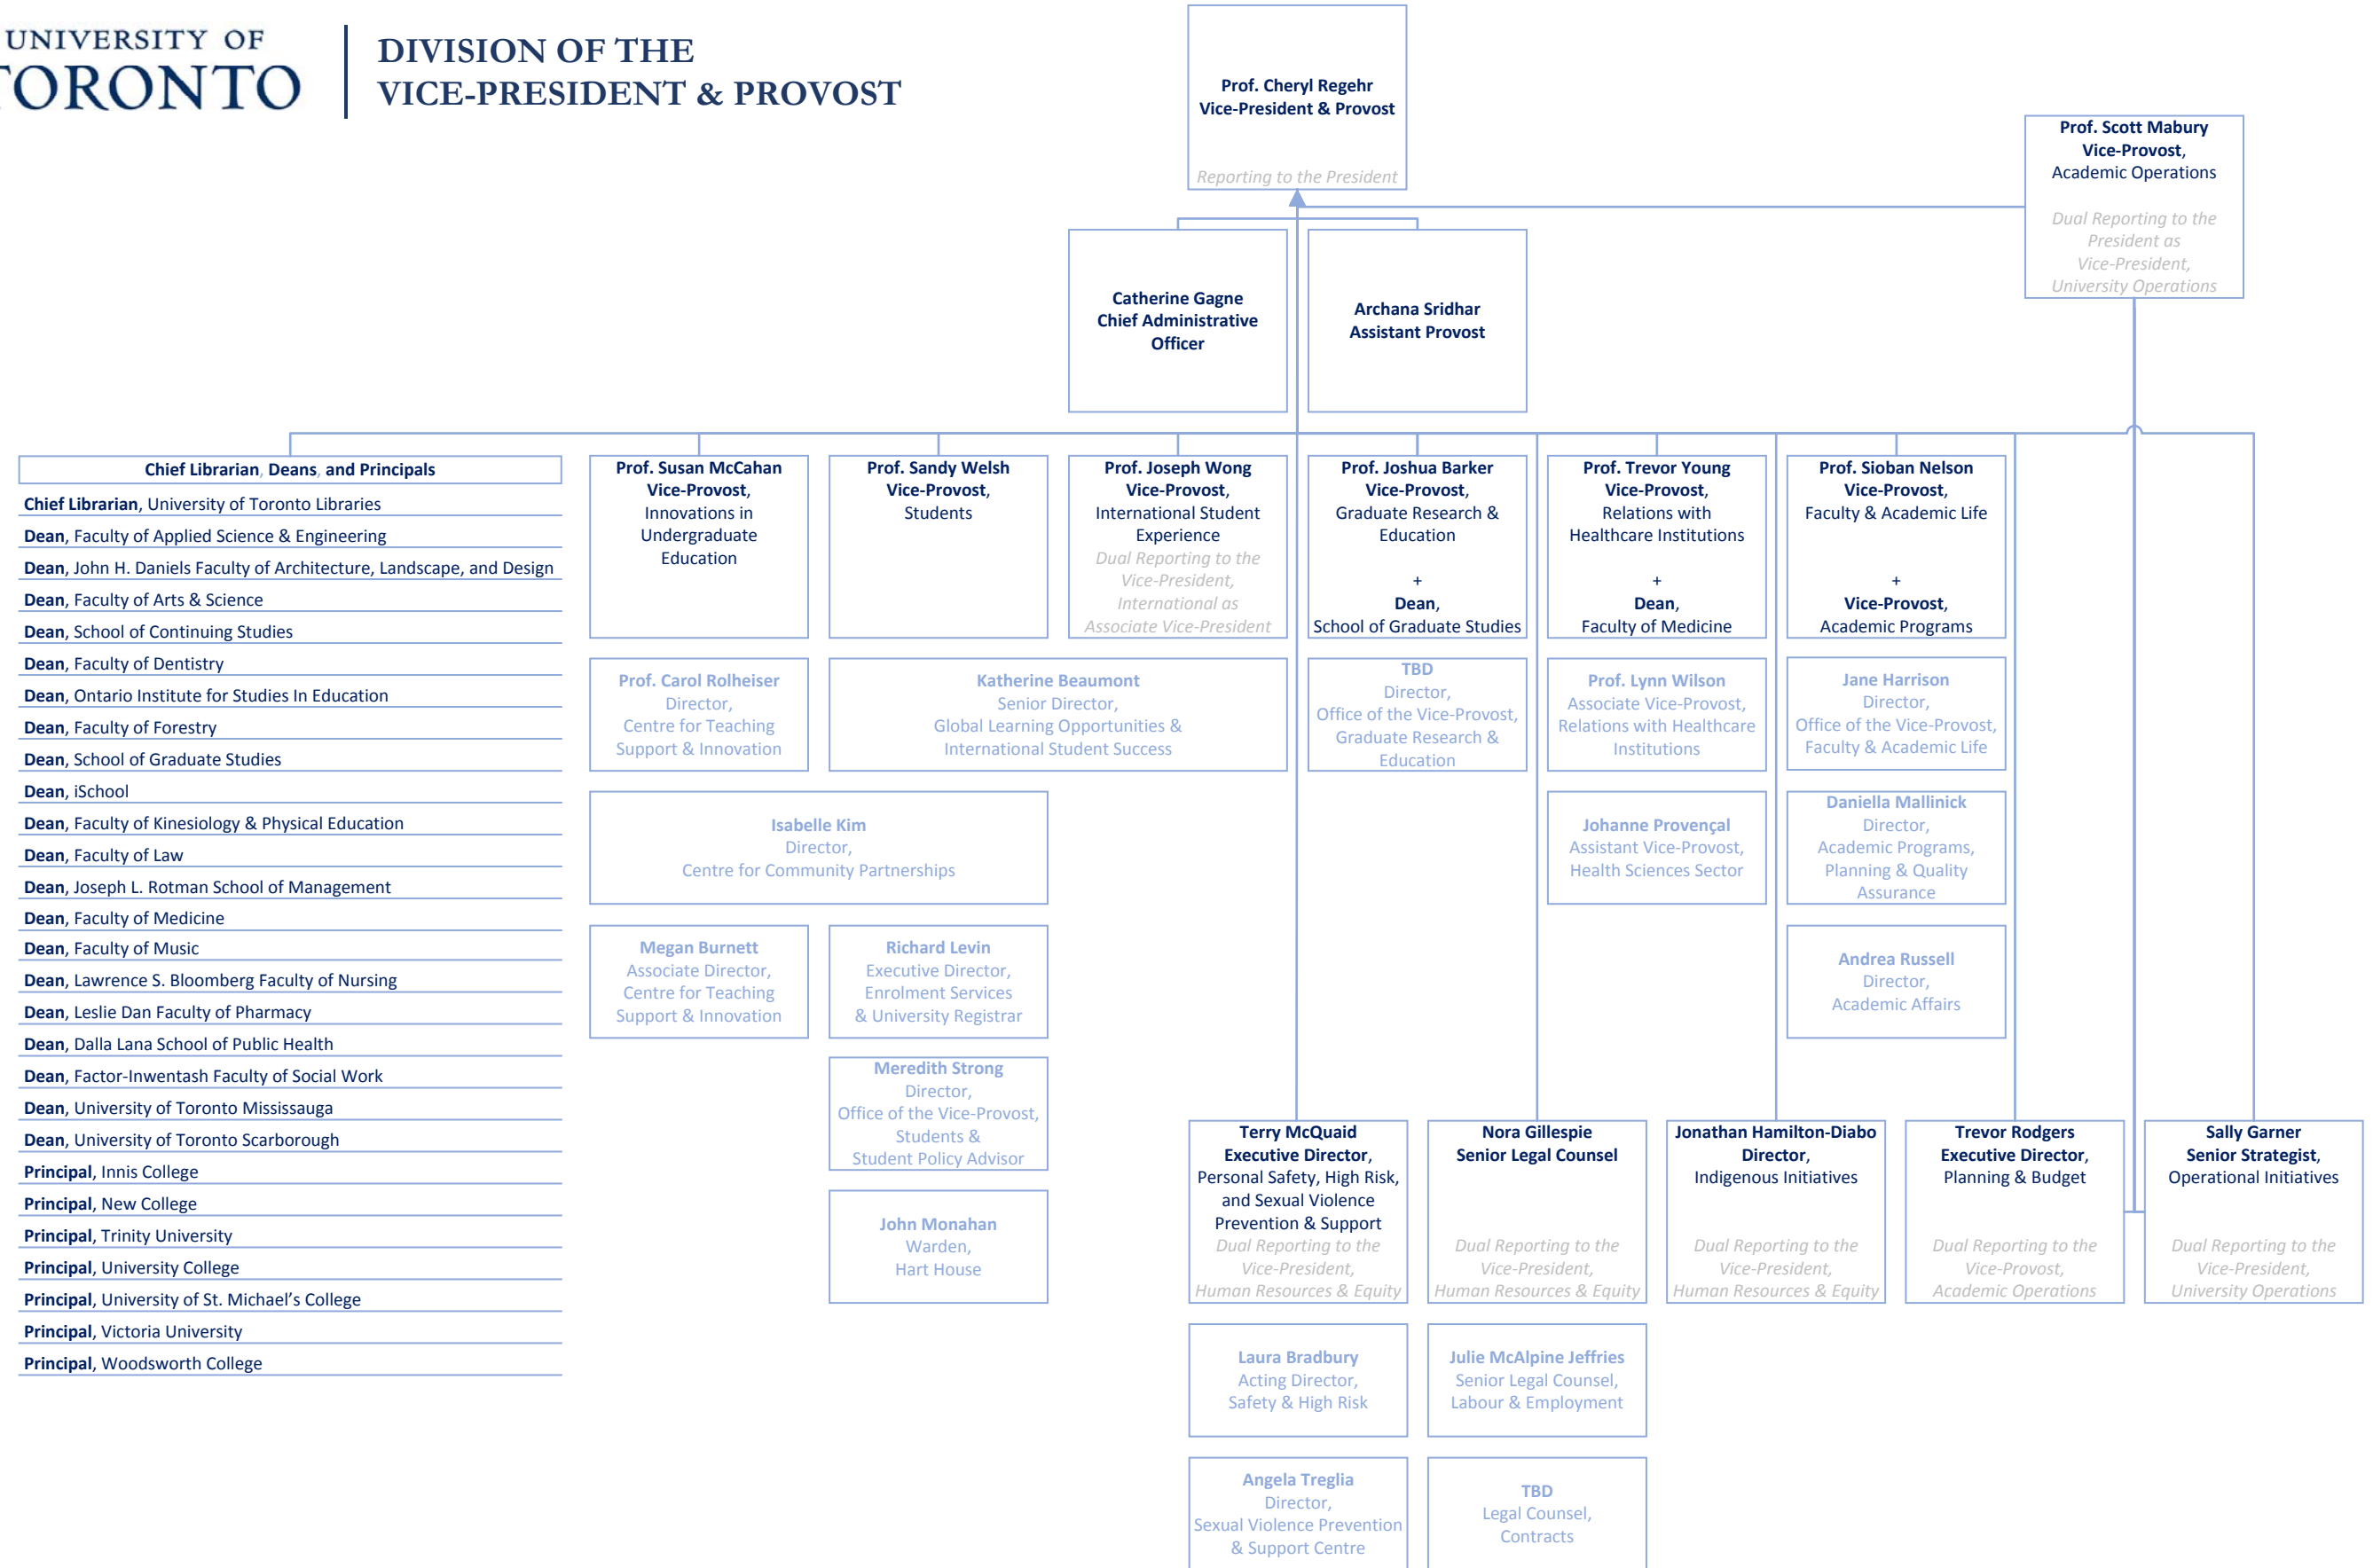 UNIVERSITY OF
TORONTO
DIVISION OF THE
VICE-PRESIDENT & PROVOST
Prof. Cheryl Regehr
Vice-President & Provost
Reporting to the President
Prof. Scott Mabury
Vice-Provost,
Academic Operations
Dual Reporting to the
President as
Vice-President,
University Operations
Catherine Gagne
Chief Administrative
Officer
Archana Sridhar
Assistant Provost
Chief Librarian, Deans, and Principals
Chief Librarian, University of Toronto Libraries
Dean, Faculty of Applied Science & Engineering
Dean, John H. Daniels Faculty of Architecture, Landscape, and Design
Dean, Faculty of Arts & Science
Dean, School of Continuing Studies
Dean, Faculty of Dentistry
Dean, Ontario Institute for Studies In Education
Dean, Faculty of Forestry
Dean, School of Graduate Studies
Dean, iSchool
Dean, Faculty of Kinesiology & Physical Education
Dean, Faculty of Law
Dean, Joseph L. Rotman School of Management
Dean, Faculty of Medicine
Dean, Faculty of Music
Dean, Lawrence S. Bloomberg Faculty of Nursing
Dean, Leslie Dan Faculty of Pharmacy
Dean, Dalla Lana School of Public Health
Dean, Factor-Inwentash Faculty of Social Work
Dean, University of Toronto Mississauga
Dean, University of Toronto Scarborough
Principal, Innis College
Principal, New College
Principal, Trinity University
Principal, University College
Principal, University of St. Michael's College
Principal, Victoria University
Principal, Woodsworth College
Prof. Susan McCahan
Vice-Provost,
Innovations in
Undergraduate
Education
Prof. Sandy Welsh
Vice-Provost,
Students
Prof. Joseph Wong
Vice-Provost,
International Student
Experience
Dual Reporting to the
Vice-President,
International as
Associate Vice-President
Prof. Joshua Barker
Vice-Provost,
Graduate Research &
Education
+
Dean,
School of Graduate Studies
Prof. Trevor Young
Vice-Provost,
Relations with
Healthcare Institutions
+
Dean,
Faculty of Medicine
Prof. Sioban Nelson
Vice-Provost,
Faculty & Academic Life
+
Vice-Provost,
Academic Programs
Prof. Carol Rolheiser
Director,
Centre for Teaching
Support & Innovation
Katherine Beaumont
Senior Director,
Global Learning Opportunities &
International Student Success
TBD
Director,
Office of the Vice-Provost,
Graduate Research &
Education
Prof. Lynn Wilson
Associate Vice-Provost,
Relations with Healthcare
Institutions
Jane Harrison
Director,
Office of the Vice-Provost,
Faculty & Academic Life
Isabelle Kim
Director,
Centre for Community Partnerships
Johanne Provençal
Assistant Vice-Provost,
Health Sciences Sector
Daniella Mallinick
Director,
Academic Programs,
Planning & Quality
Assurance
Megan Burnett
Associate Director,
Centre for Teaching
Support & Innovation
Richard Levin
Executive Director,
Enrolment Services
& University Registrar
Andrea Russell
Director,
Academic Affairs
Meredith Strong
Director,
Office of the Vice-Provost,
Students &
Student Policy Advisor
John Monahan
Warden,
Hart House
Terry McQuaid
Executive Director,
Personal Safety, High Risk,
and Sexual Violence
Prevention & Support
Dual Reporting to the
Vice-President,
Human Resources & Equity
Nora Gillespie
Senior Legal Counsel
Dual Reporting to the
Vice-President,
Human Resources & Equity
Jonathan Hamilton-Diabo
Director,
Indigenous Initiatives
Dual Reporting to the
Vice-President,
Human Resources & Equity
Trevor Rodgers
Executive Director,
Planning & Budget
Dual Reporting to the
Vice-Provost,
Academic Operations
Sally Garner
Senior Strategist,
Operational Initiatives
Dual Reporting to the
Vice-President,
University Operations
Laura Bradbury
Acting Director,
Safety & High Risk
Julie McAlpine Jeffries
Senior Legal Counsel,
Labour & Employment
Angela Treglia
Director,
Sexual Violence Prevention
& Support Centre
TBD
Legal Counsel,
Contracts